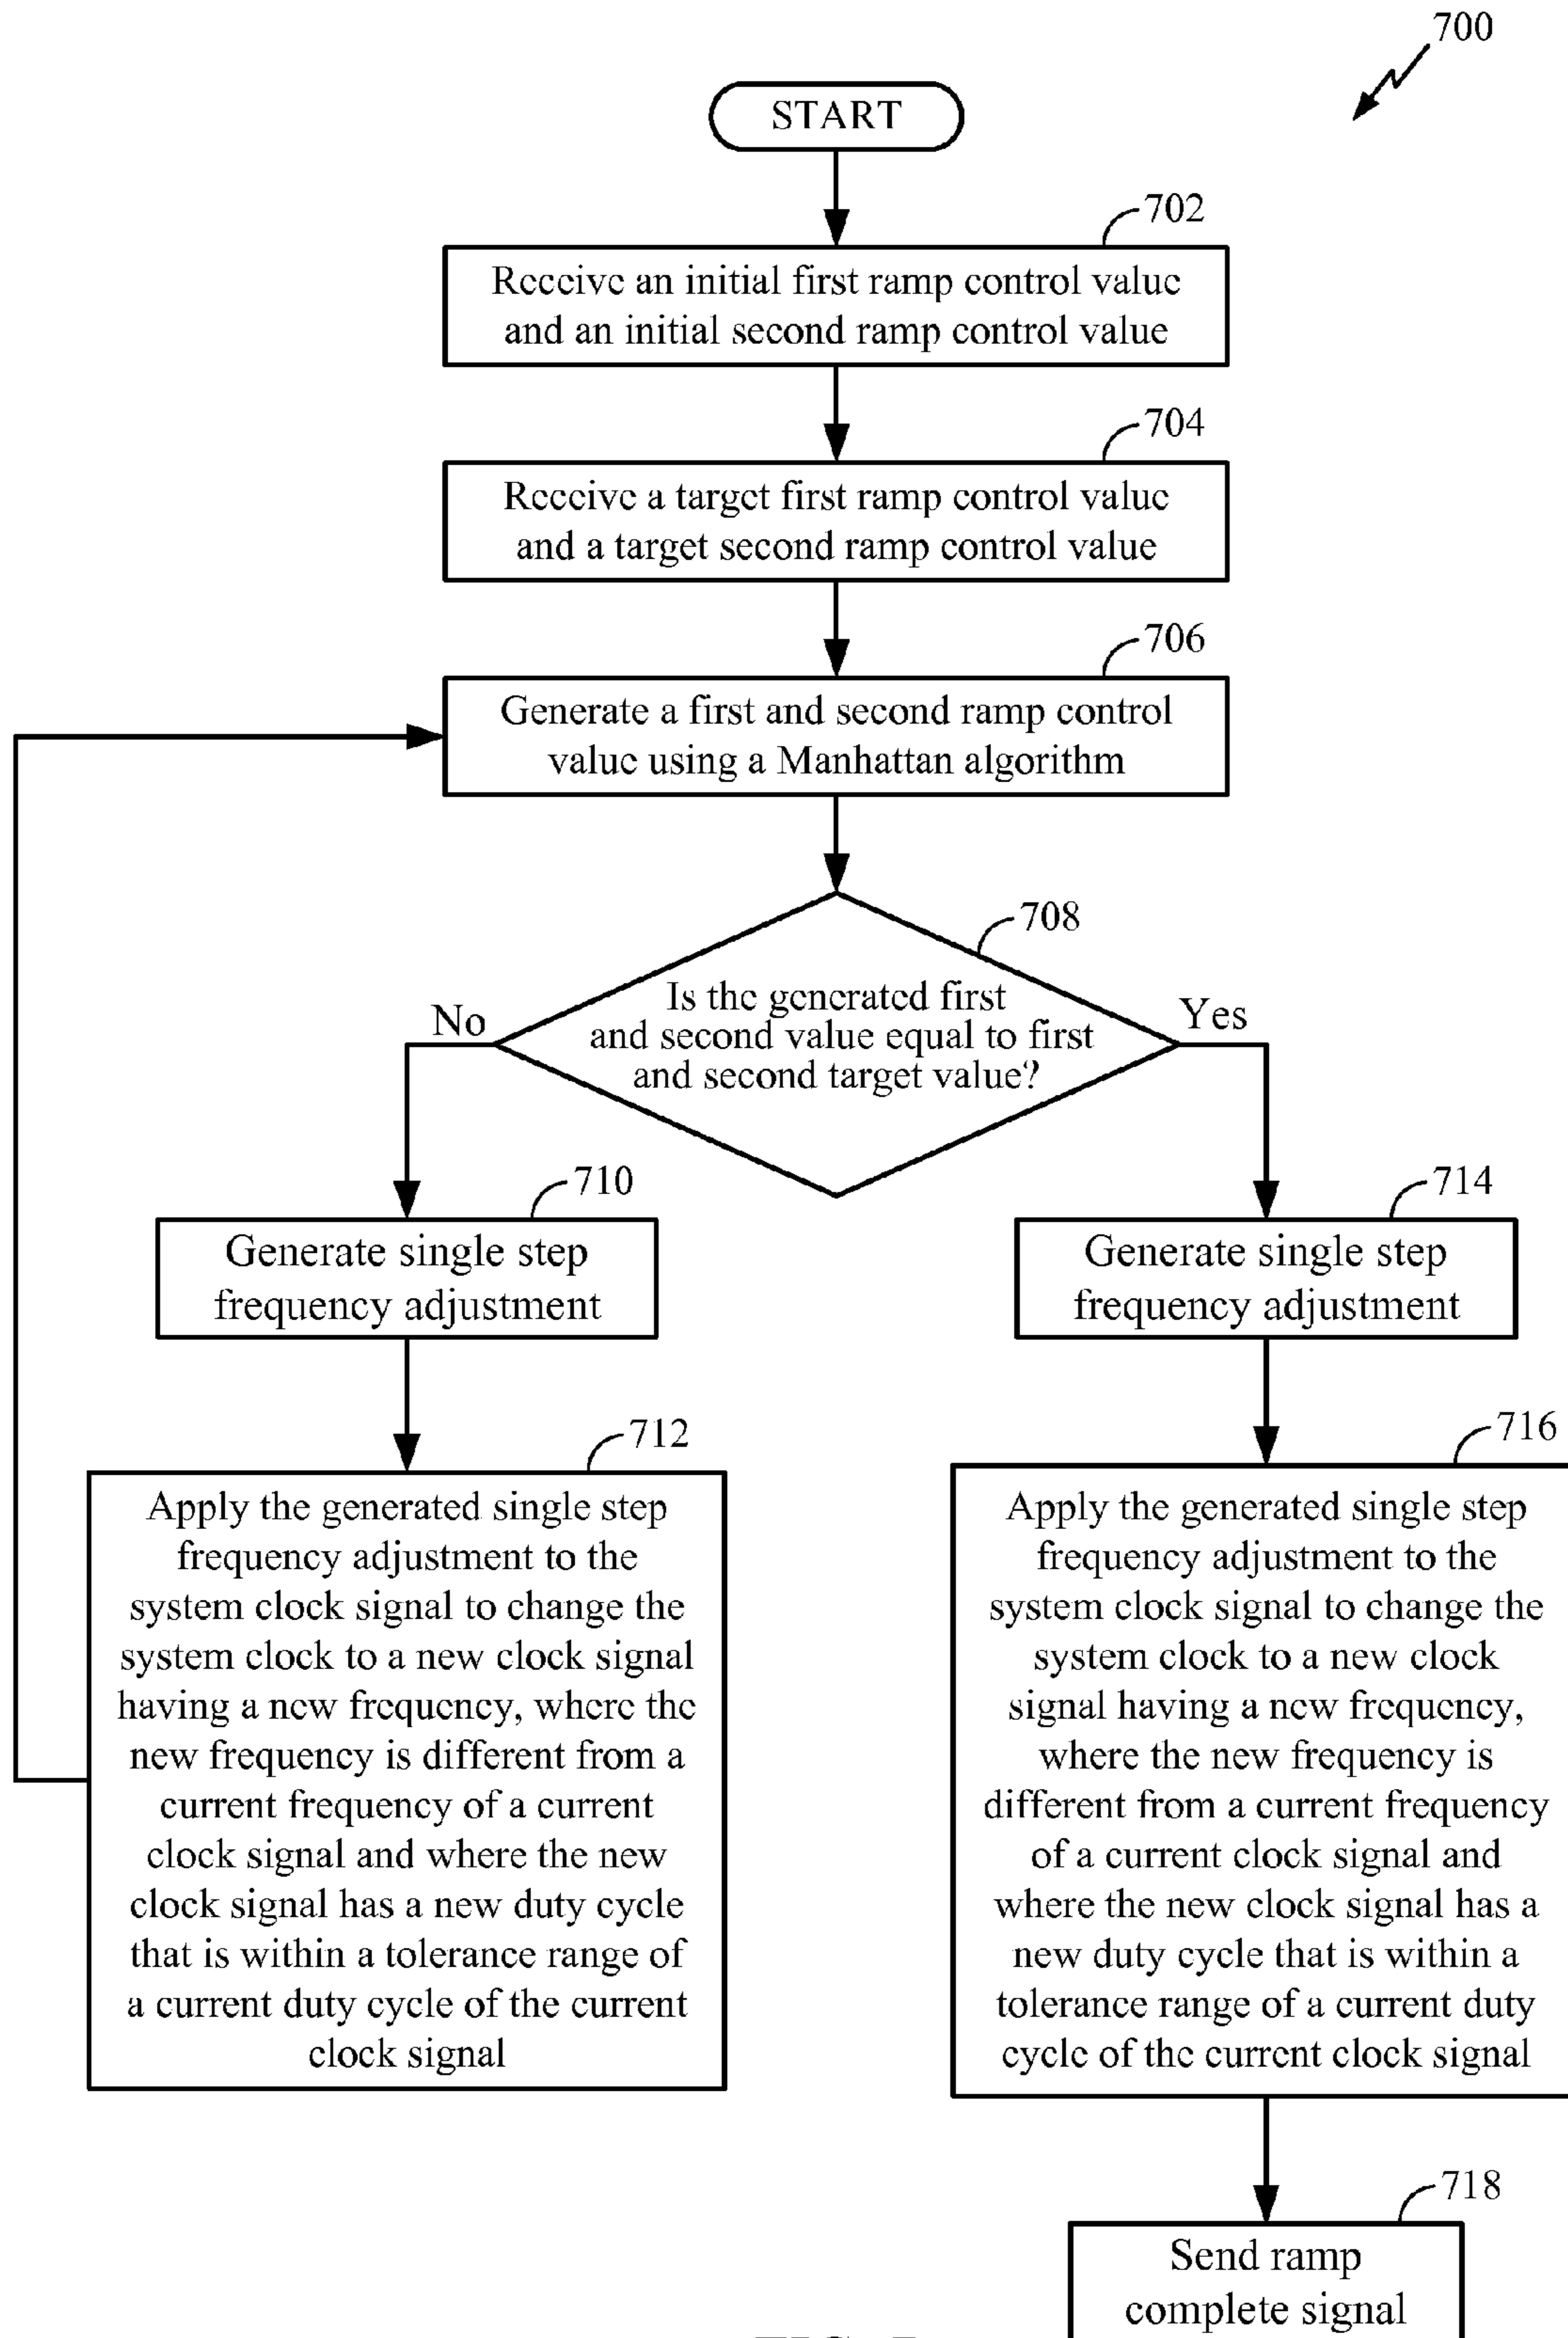 700
START
702
Receive an initial first ramp control value
and an initial second ramp control value
704
Receive a target first ramp control value
and a target second ramp control value
706
Generate a first and second ramp control
value using a Manhattan algorithm
708
Is the generated first
and second value equal to first
and second target value?
No
Yes
710
Generate single step
frequency adjustment
714
Generate single step
frequency adjustment
712
Apply the generated single step
frequency adjustment to the
system clock signal to change the
system clock to a new clock signal
having a new frequency, where the
new frequency is different from a
current frequency of a current
clock signal and where the new
clock signal has a new duty cycle
that is within a tolerance range of
a current duty cycle of the current
clock signal
716
Apply the generated single step
frequency adjustment to the
system clock signal to change the
system clock to a new clock
signal having a new frequency,
where the new frequency is
different from a current frequency
of a current clock signal and
where the new clock signal has a
new duty cycle that is within a
tolerance range of a current duty
cycle of the current clock signal
718
Send ramp
complete signal